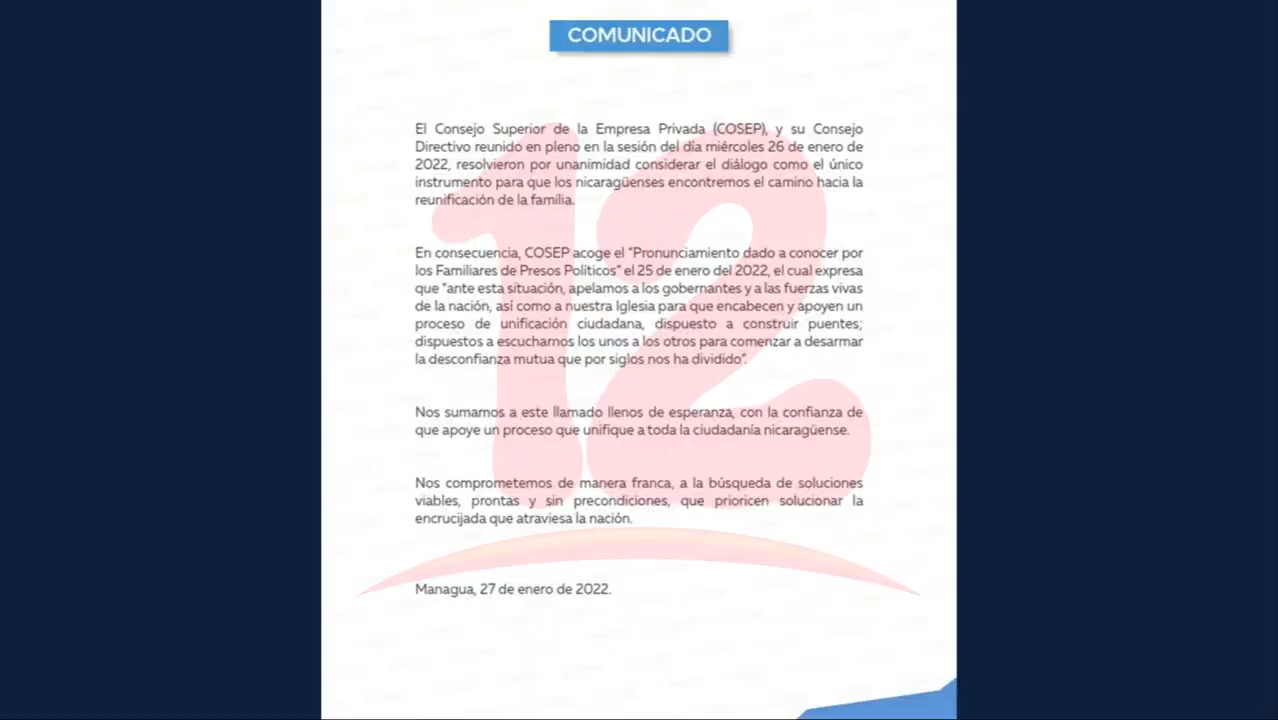 COMUNICADO
El Consejo Superior de la Empresa Privada (COSEP), y su Consejo
Directivo reunido en pleno en la sesión del día miércoles 26 de enero de
2022, resolvieron por unanimidad considerar el diálogo como el único
instrumento para que los nicaragüenses encontremos el camino hacia la
reunificación de la familia.
En consecuencia, COSEP acoge el “Pronunciamiento dado a conocer por
los Familiares de Presos Políticos” el 25 de enero del 2022, el cual expresa
que “ante esta situación, apelamos a los gobernantes y a las fuerzas vivas
de la nación, así como a nuestra Iglesia para que encabecen y apoyen un
proceso de unificación ciudadana, dispuesto a construir puentes;
dispuestos a escucharnos los unos a los otros para comenzar a desarmar
la desconfianza mutua que por siglos nos ha dividido”.
Nos sumamos a este llamado llenos de esperanza, con la confianza de
que apoye un proceso que unifique a toda la ciudadanía nicaragüense.
Nos comprometemos de manera franca, a la búsqueda de soluciones
viables, prontas y sin precondiciones, que prioricen solucionar la
encrucijada que atraviesa la nación.
Managua, 27 de enero de 2022.
12